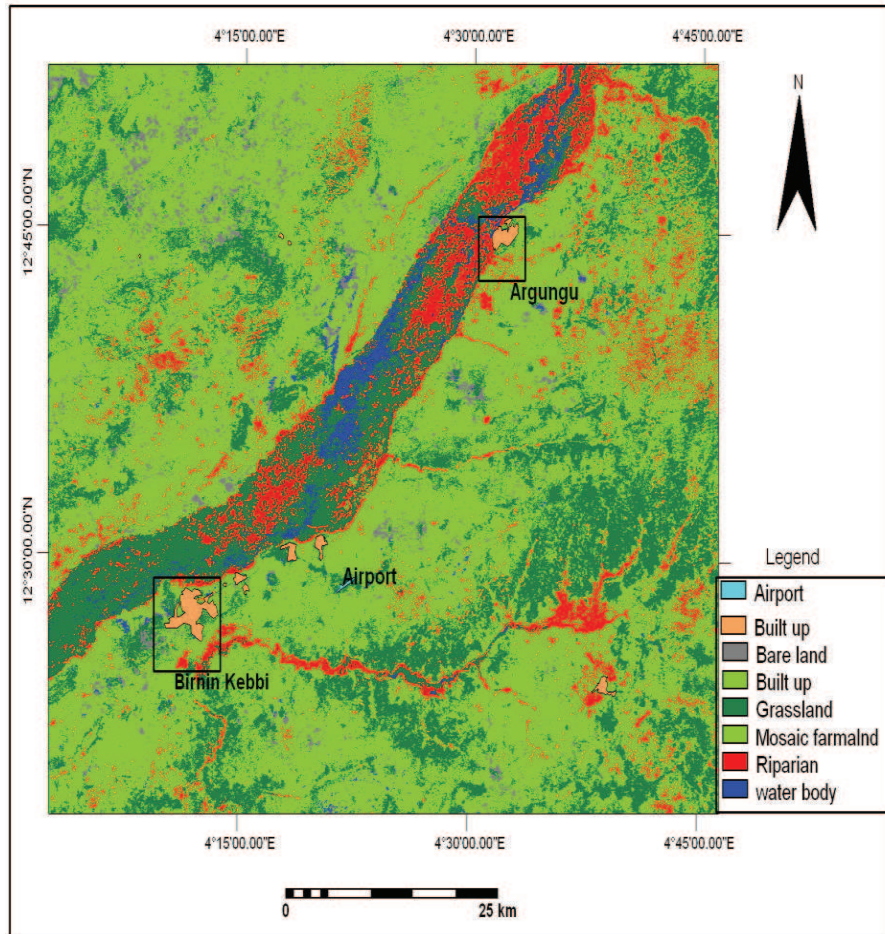 4°15'00.00"E
4°30'00.00"E
4°45'00.00"E
N
12°45'00.00"N
Argungu
12°30'00.00"N
Airport
Birnin Kebbi
Legend
Airport
Built up
Bare land
Built up
Grassland
Mosaic farmalnd
Riparian
water body
4°15'00.00"E
4°30'00.00"E
4°45'00.00"E
0
25 km